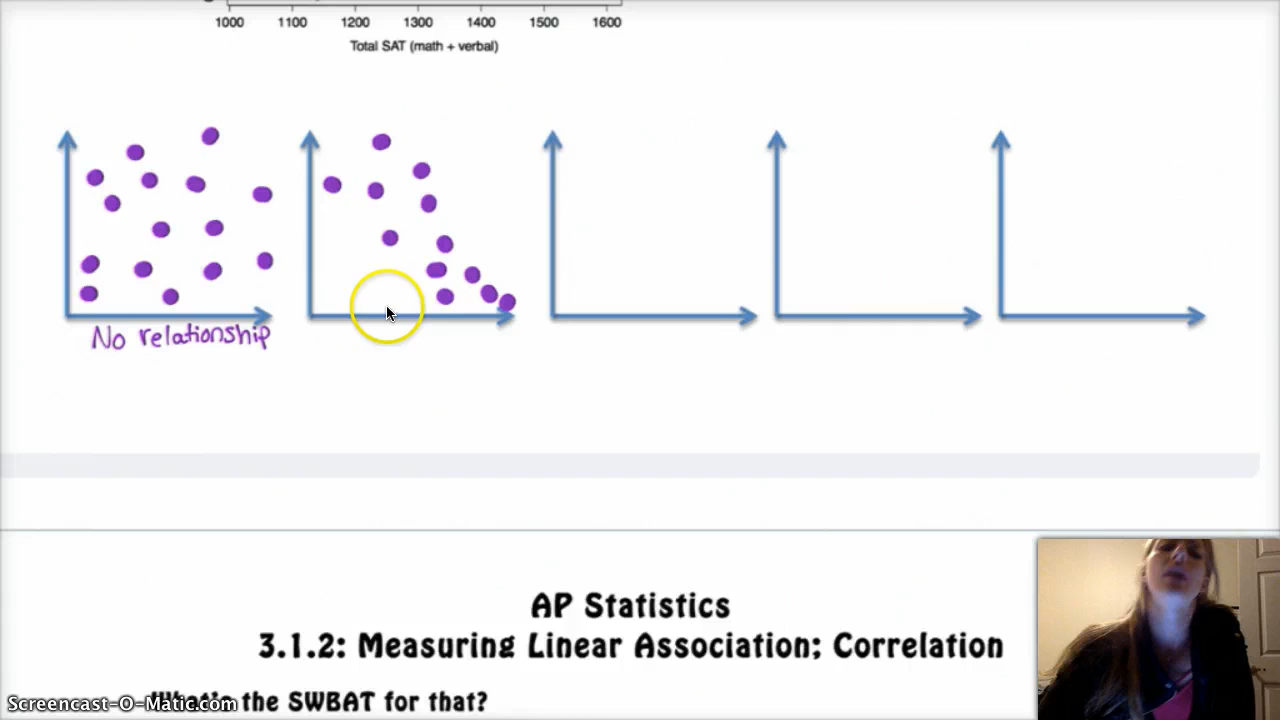 1000 1100 1200 1300 1400 1500 1600
Total SAT (math + verbal)
No relationship
AP Statistics
3.1.2: Measuring Linear Association; Correlation
What's the SWBAT for that?
Screencast-O-Matic.com